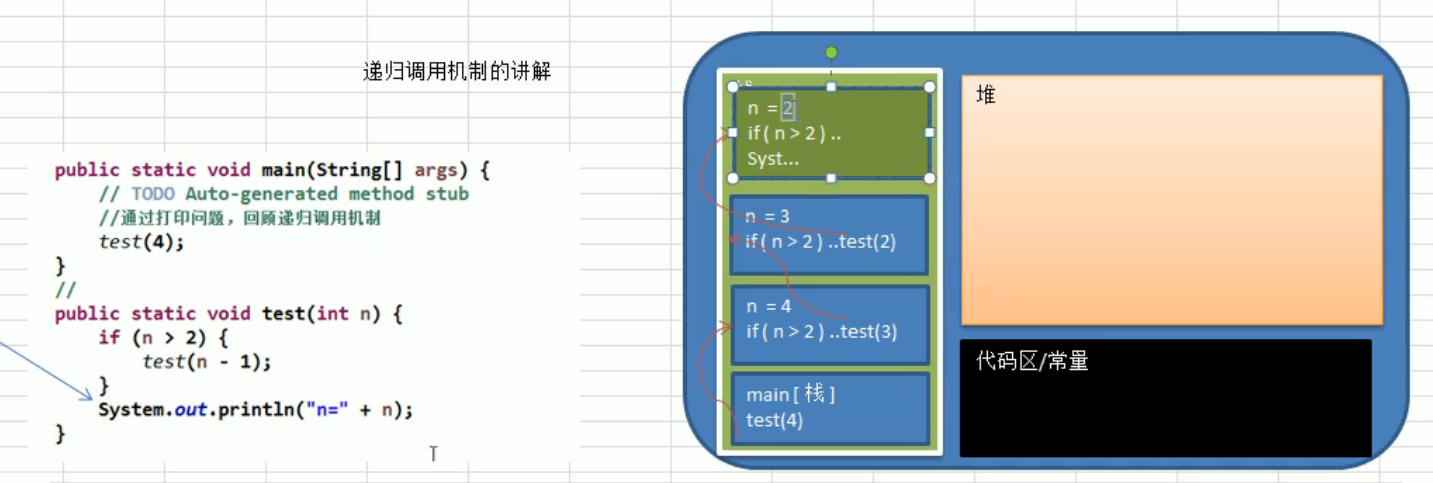 递归调用机制的讲解
public static void main(String[] args) {
// TODO Auto-generated method stub
//通过打印问题，回顾递归调用机制
test(4);
}
//
public static void test(int n) {
if (n > 2) {
test(n - 1);
}
System.out.println("n=" + n);
}
n = 2
if( n > 2 ) ..
Syst...
n = 3
if( n > 2 ) ..test(2)
n = 4
if( n > 2 ) ..test(3)
main[ 栈 ]
test(4)
堆
代码区/常量